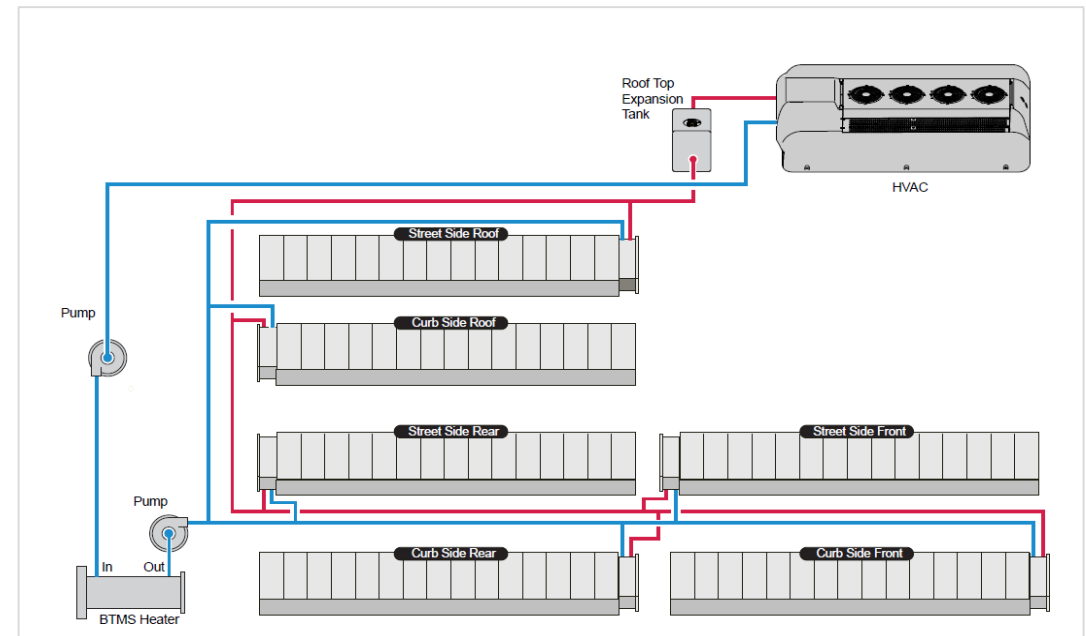 Roof Top
Expansion
Tank
HVAC
Street Side Roof
Pump
Curb Side Roof
Street Side Rear
Street Side Front
Pump
In
Out
Curb Side Rear
Curb Side Front
BTMS Heater